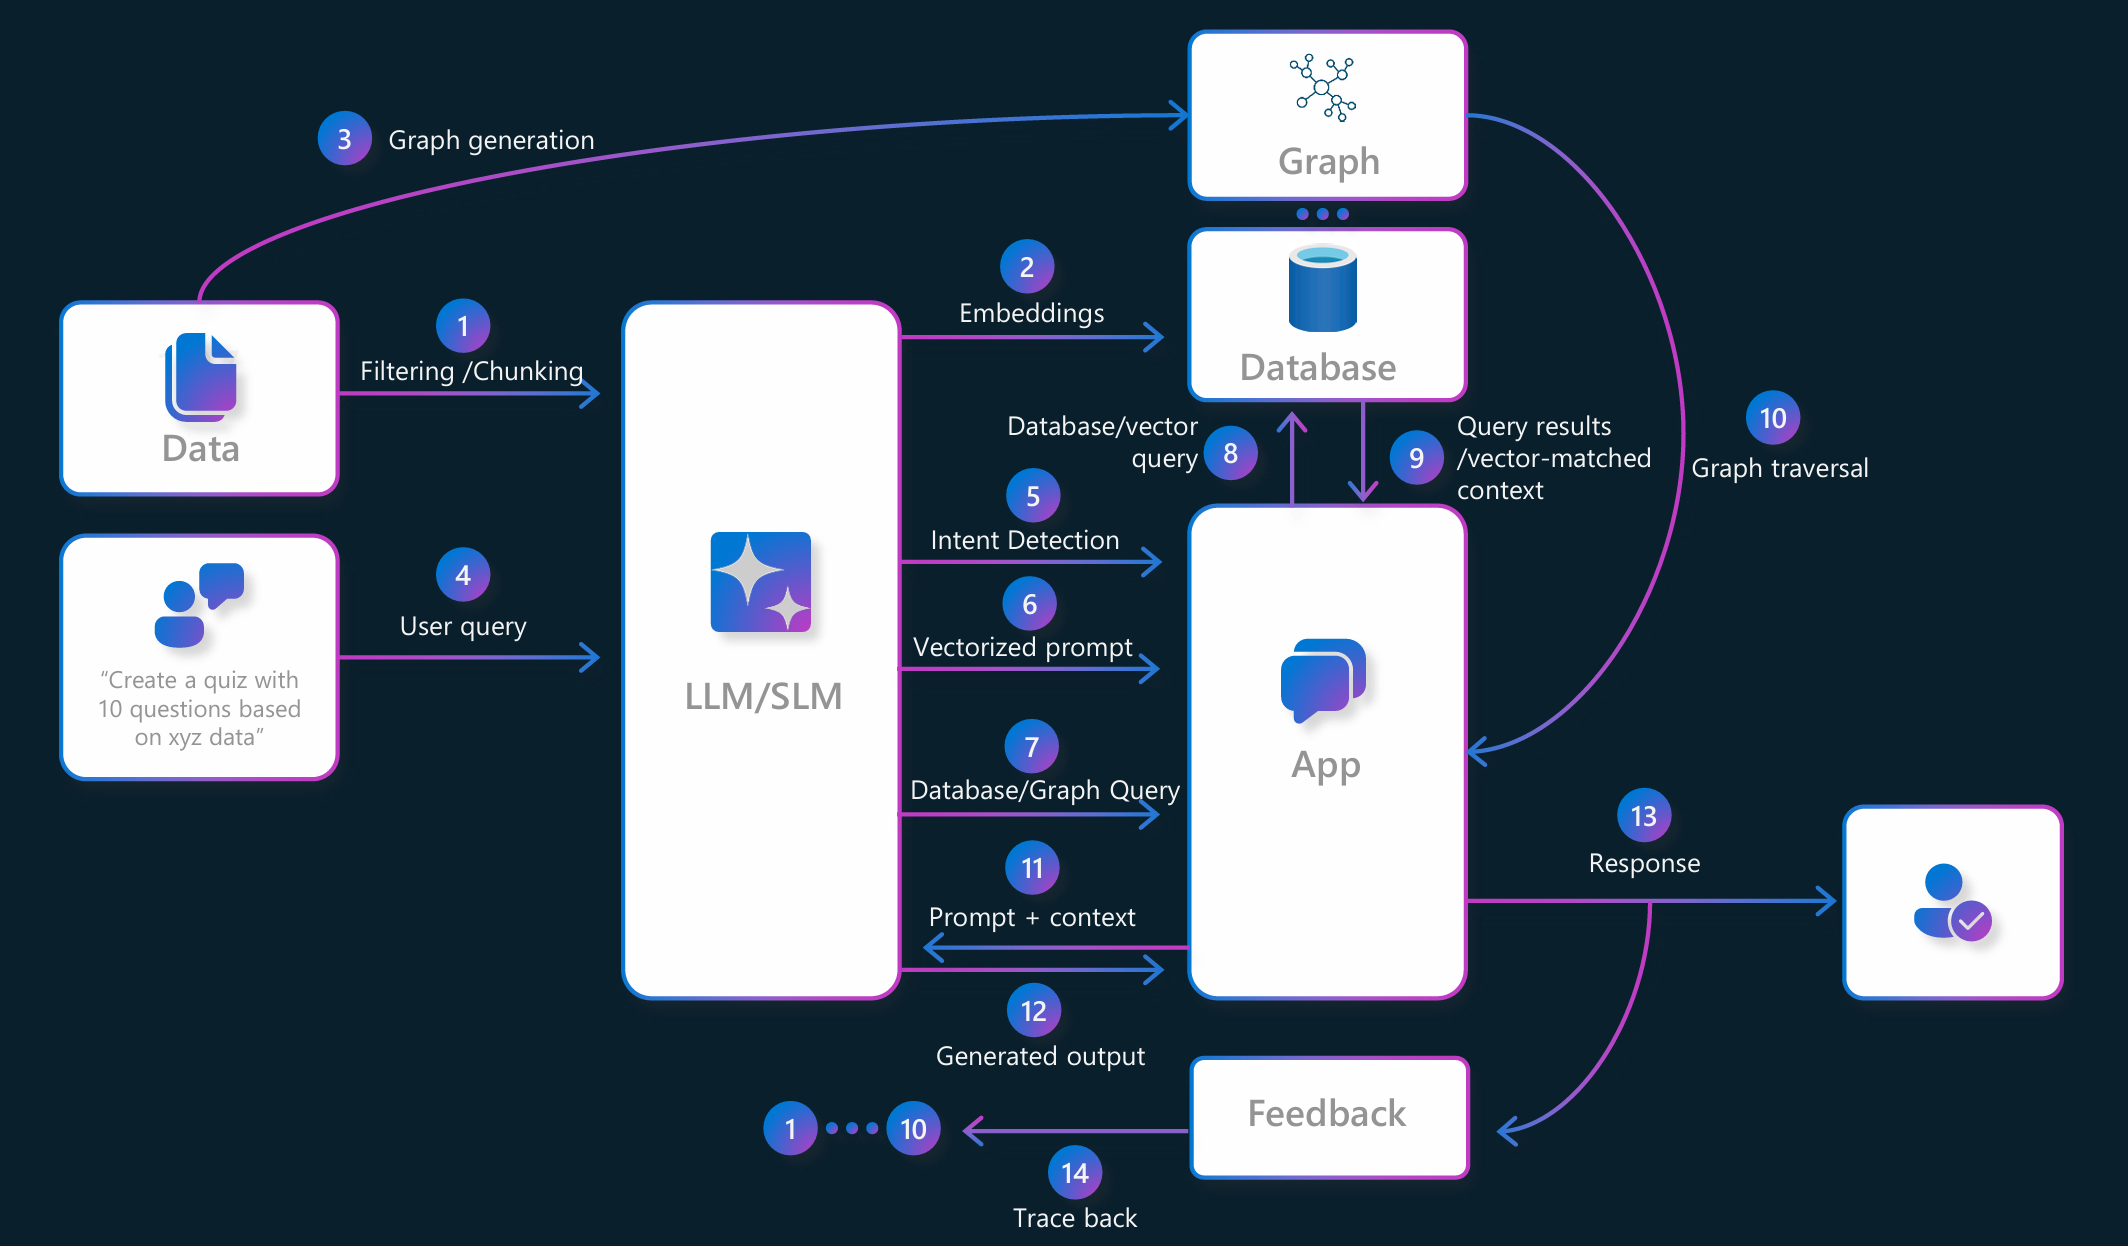 Graph
3
Graph generation
2
Embeddings
Database
1
Filtering /Chunking
Data
Database/vector
query
8
9
Query results
/vector-matched
context
10
Graph traversal
5
Intent Detection
4
User query
“Create a quiz with
10 questions based
on xyz data”
LLM/SLM
6
Vectorized prompt
7
Database/Graph Query
App
11
Prompt + context
12
Generated output
13
Response
Feedback
1
10
14
Trace back